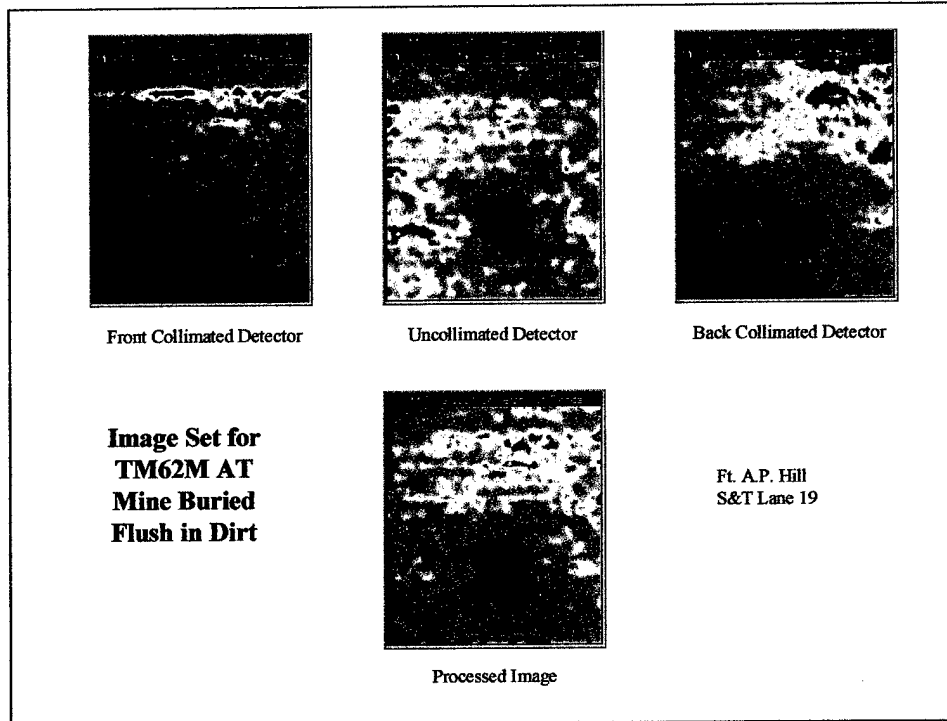 Front Collimated Detector
Uncollimated Detector
Back Collimated Detector
Image Set for
TM62M AT
Mine Buried
Flush in Dirt
Ft. A.P. Hill
S&T Lane 19
Processed Image